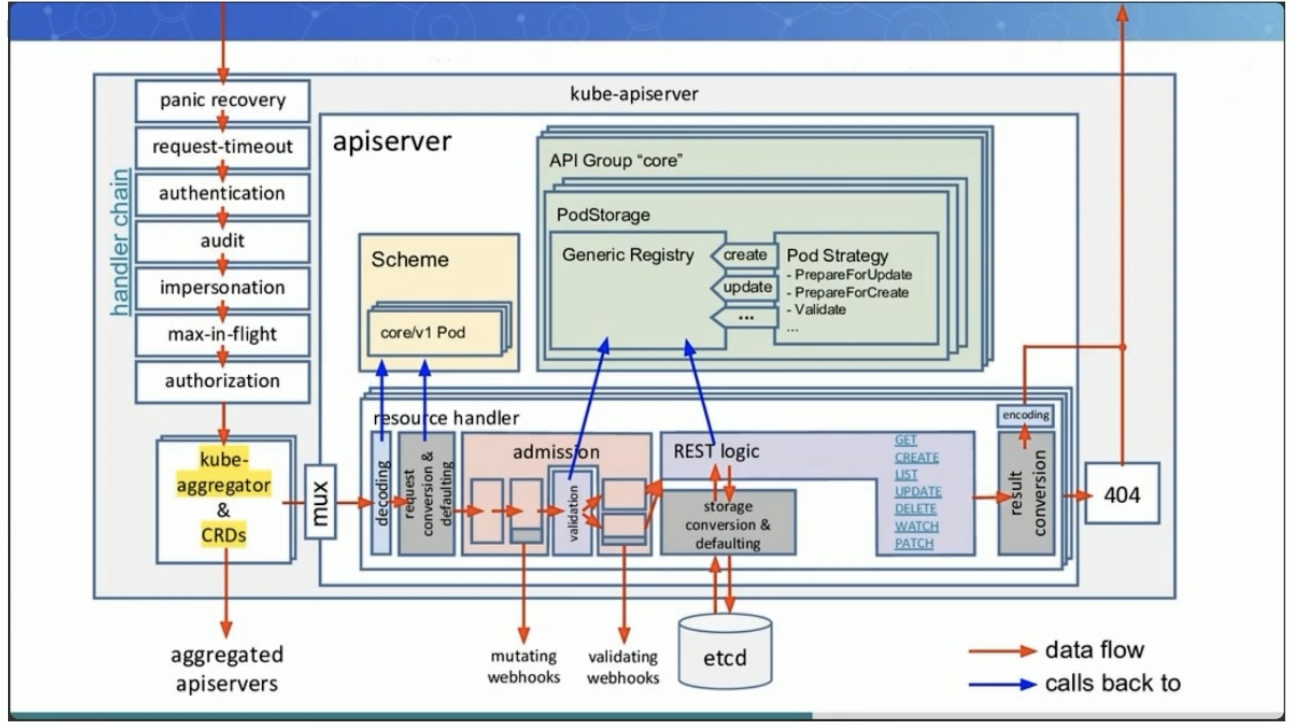 kube-apiserver
panic recovery
request-timeout
authentication
audit
impersonation
max-in-flight
authorization
handler chain
kube-
aggregator
&
CRDs
aggregated
apiservers
mux
apiserver
Scheme
core/v1 Pod
API Group “core”
PodStorage
Generic Registry
create
update
...
Pod Strategy
- PrepareForUpdate
- PrepareForCreate
- Validate
...
resource handler
decoding
request
conversion &
defaulting
admission
validation
mutating
webhooks
validating
webhooks
REST logic
storage
conversion &
defaulting
etcd
GET
CREATE
LIST
UPDATE
DELETE
WATCH
PATCH
encoding
result
conversion
404
data flow
calls back to